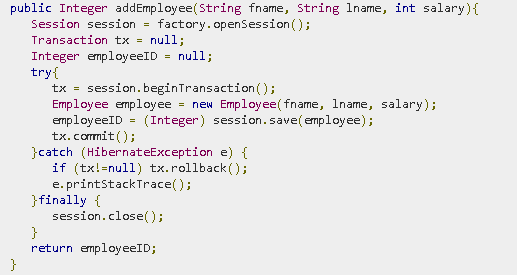 public Integer addEmployee(String fname, String lname, int salary){
   Session session = factory.openSession();
   Transaction tx = null;
   Integer employeeID = null;
   try{
      tx = session.beginTransaction();
      Employee employee = new Employee(fname, lname, salary);
      employeeID = (Integer) session.save(employee);
      tx.commit();
   }catch (HibernateException e) {
      if (tx!=null) tx.rollback();
      e.printStackTrace();
   }finally {
      session.close();
   }
   return employeeID;
}